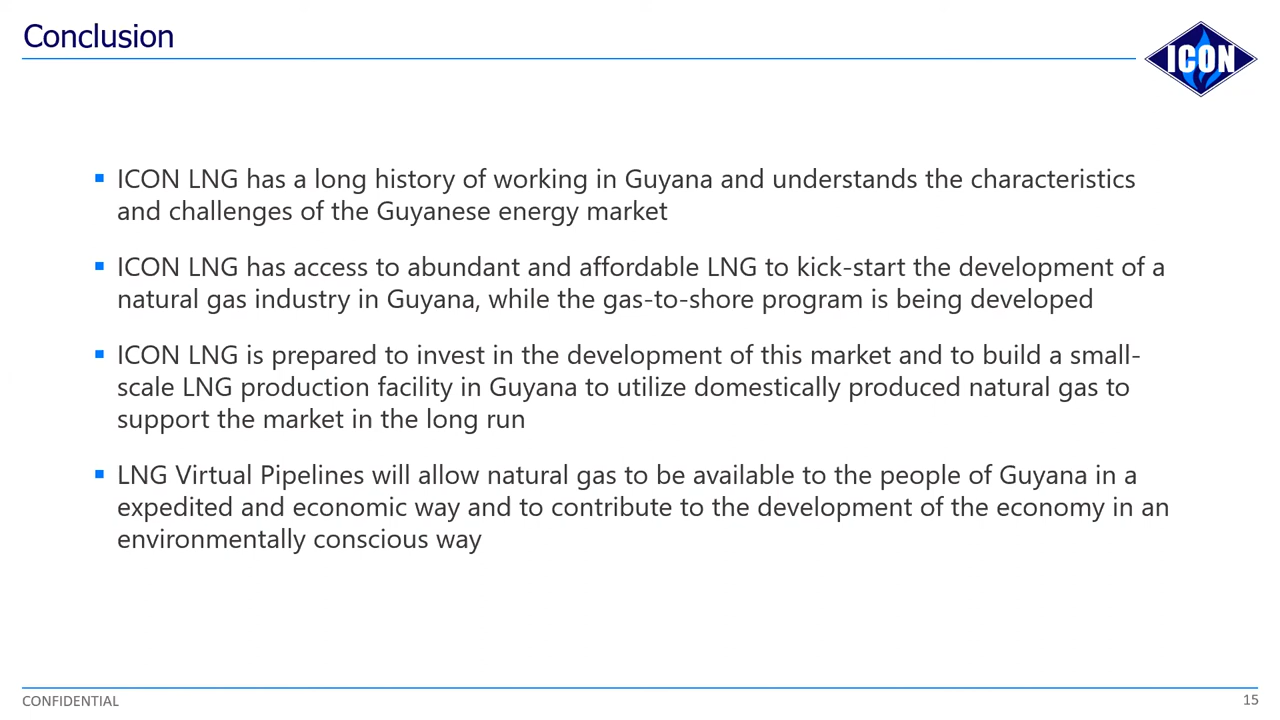 Conclusion
ICON
▪ ICON LNG has a long history of working in Guyana and understands the characteristics
and challenges of the Guyanese energy market
▪ ICON LNG has access to abundant and affordable LNG to kick-start the development of a
natural gas industry in Guyana, while the gas-to-shore program is being developed
▪ ICON LNG is prepared to invest in the development of this market and to build a small-
scale LNG production facility in Guyana to utilize domestically produced natural gas to
support the market in the long run
▪ LNG Virtual Pipelines will allow natural gas to be available to the people of Guyana in a
expedited and economic way and to contribute to the development of the economy in an
environmentally conscious way
CONFIDENTIAL
15